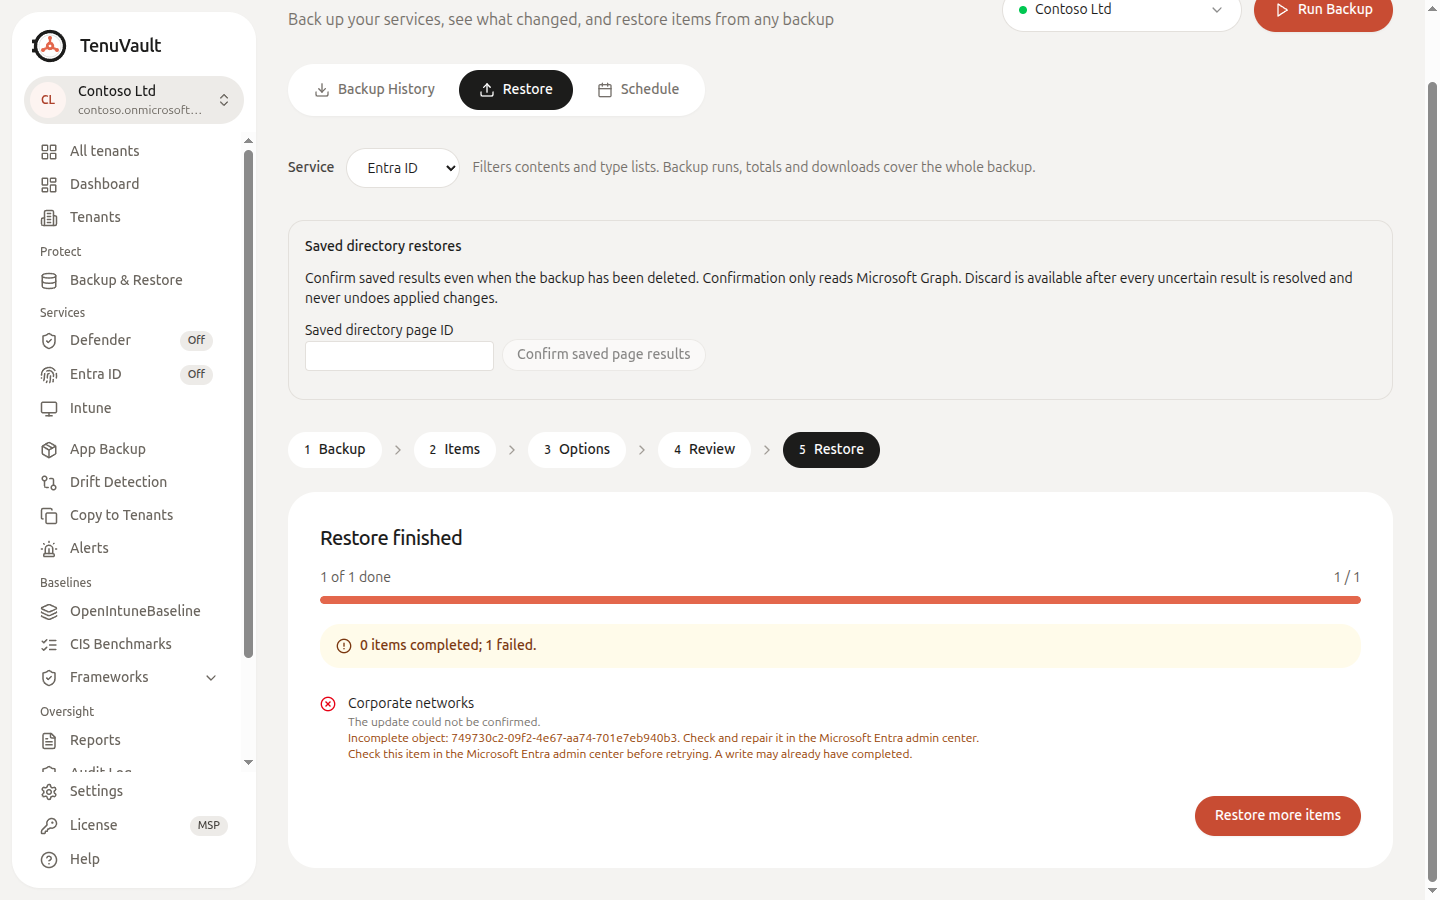 TenuVault
CL
Contoso Ltd
contoso.onmicrosoft...
All tenants
Dashboard
Tenants
Protect
Backup & Restore
Services
Defender Off
Entra ID Off
Intune
App Backup
Drift Detection
Copy to Tenants
Alerts
Baselines
OpenIntuneBaseline
CIS Benchmarks
Frameworks
Oversight
Reports
Audit Log
Settings
License MSP
Help
Back up your services, see what changed, and restore items from any backup
Contoso Ltd
Run Backup
Backup History
Restore
Schedule
Service
Entra ID
Filters contents and type lists. Backup runs, totals and downloads cover the whole backup.
Saved directory restores
Confirm saved results even when the backup has been deleted. Confirmation only reads Microsoft Graph. Discard is available after every uncertain result is resolved and
never undoes applied changes.
Saved directory page ID
Confirm saved page results
1 Backup
2 Items
3 Options
4 Review
5 Restore
Restore finished
1 of 1 done
1 / 1
0 items completed; 1 failed.
Corporate networks
The update could not be confirmed.
Incomplete object: 749730c2-09f2-4e67-aa74-701e7eb940b3. Check and repair it in the Microsoft Entra admin center.
Check this item in the Microsoft Entra admin center before retrying. A write may already have completed.
Restore more items